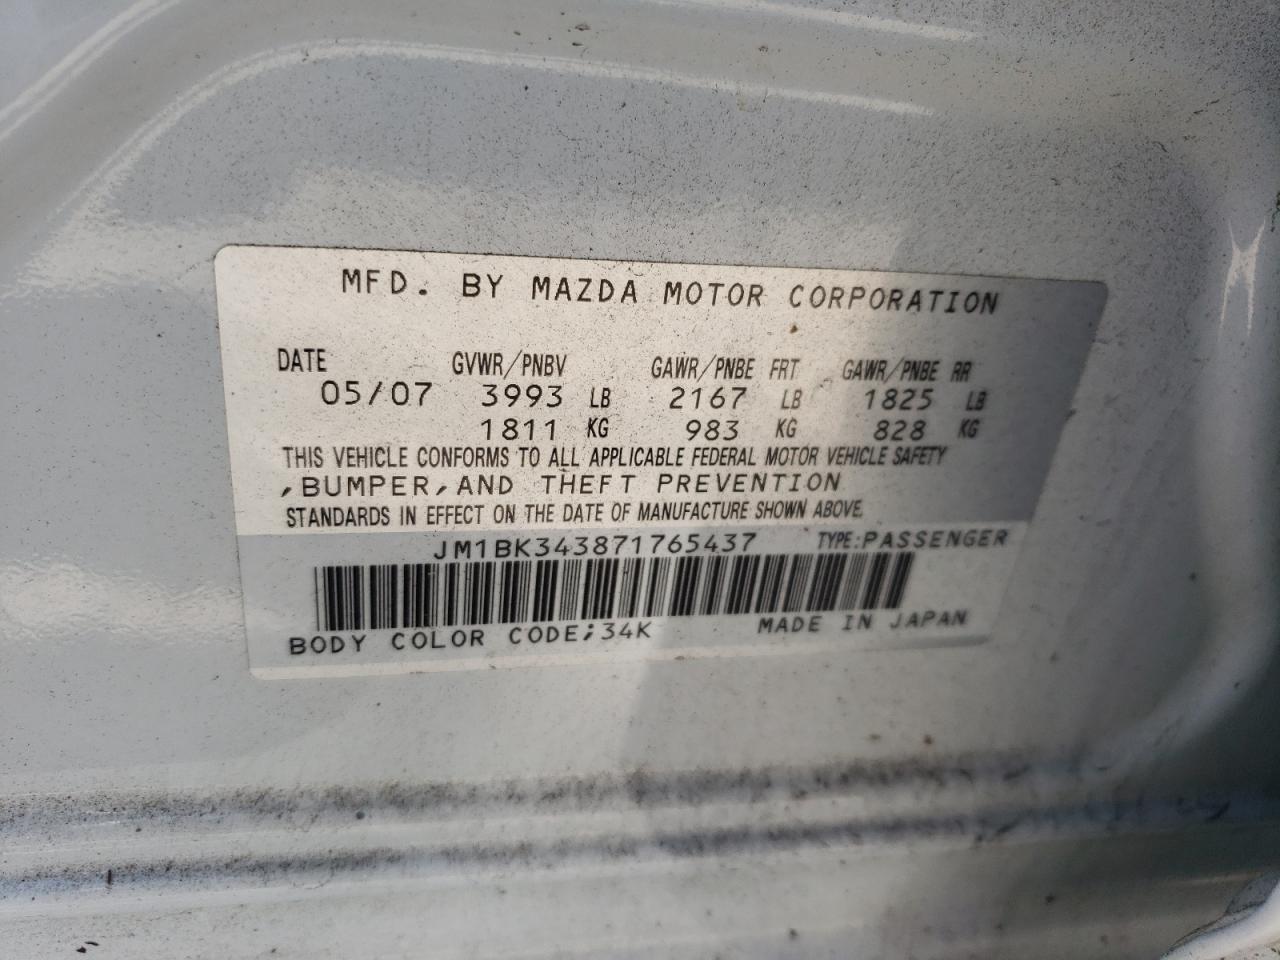 MFD. BY MAZDA MOTOR CORPORATION
DATE GVWR/PNBV GAWR/PNBE FRT GAWR/PNBE RR
05/07 3993 LB 2167 LB 1825 LB
1811 KG 983 KG 828 KG
THIS VEHICLE CONFORMS TO ALL APPLICABLE FEDERAL MOTOR VEHICLE SAFETY
,BUMPER,AND THEFT PREVENTION
STANDARDS IN EFFECT ON THE DATE OF MANUFACTURE SHOWN ABOVE.
JM1BK343871765437 TYPE:PASSENGER
BODY COLOR CODE;34K MADE IN JAPAN